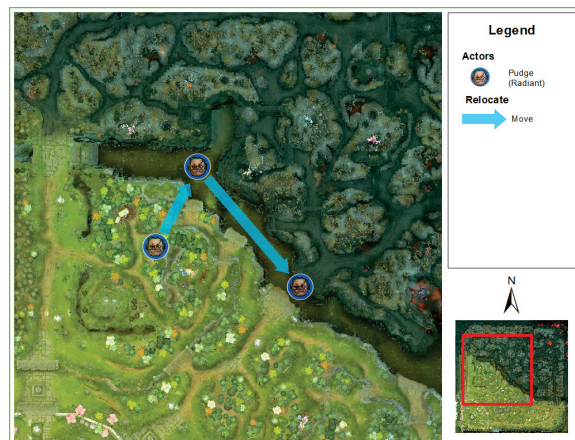 Legend
Actors
Pudge
(Radiant)
Relocate
Move
N